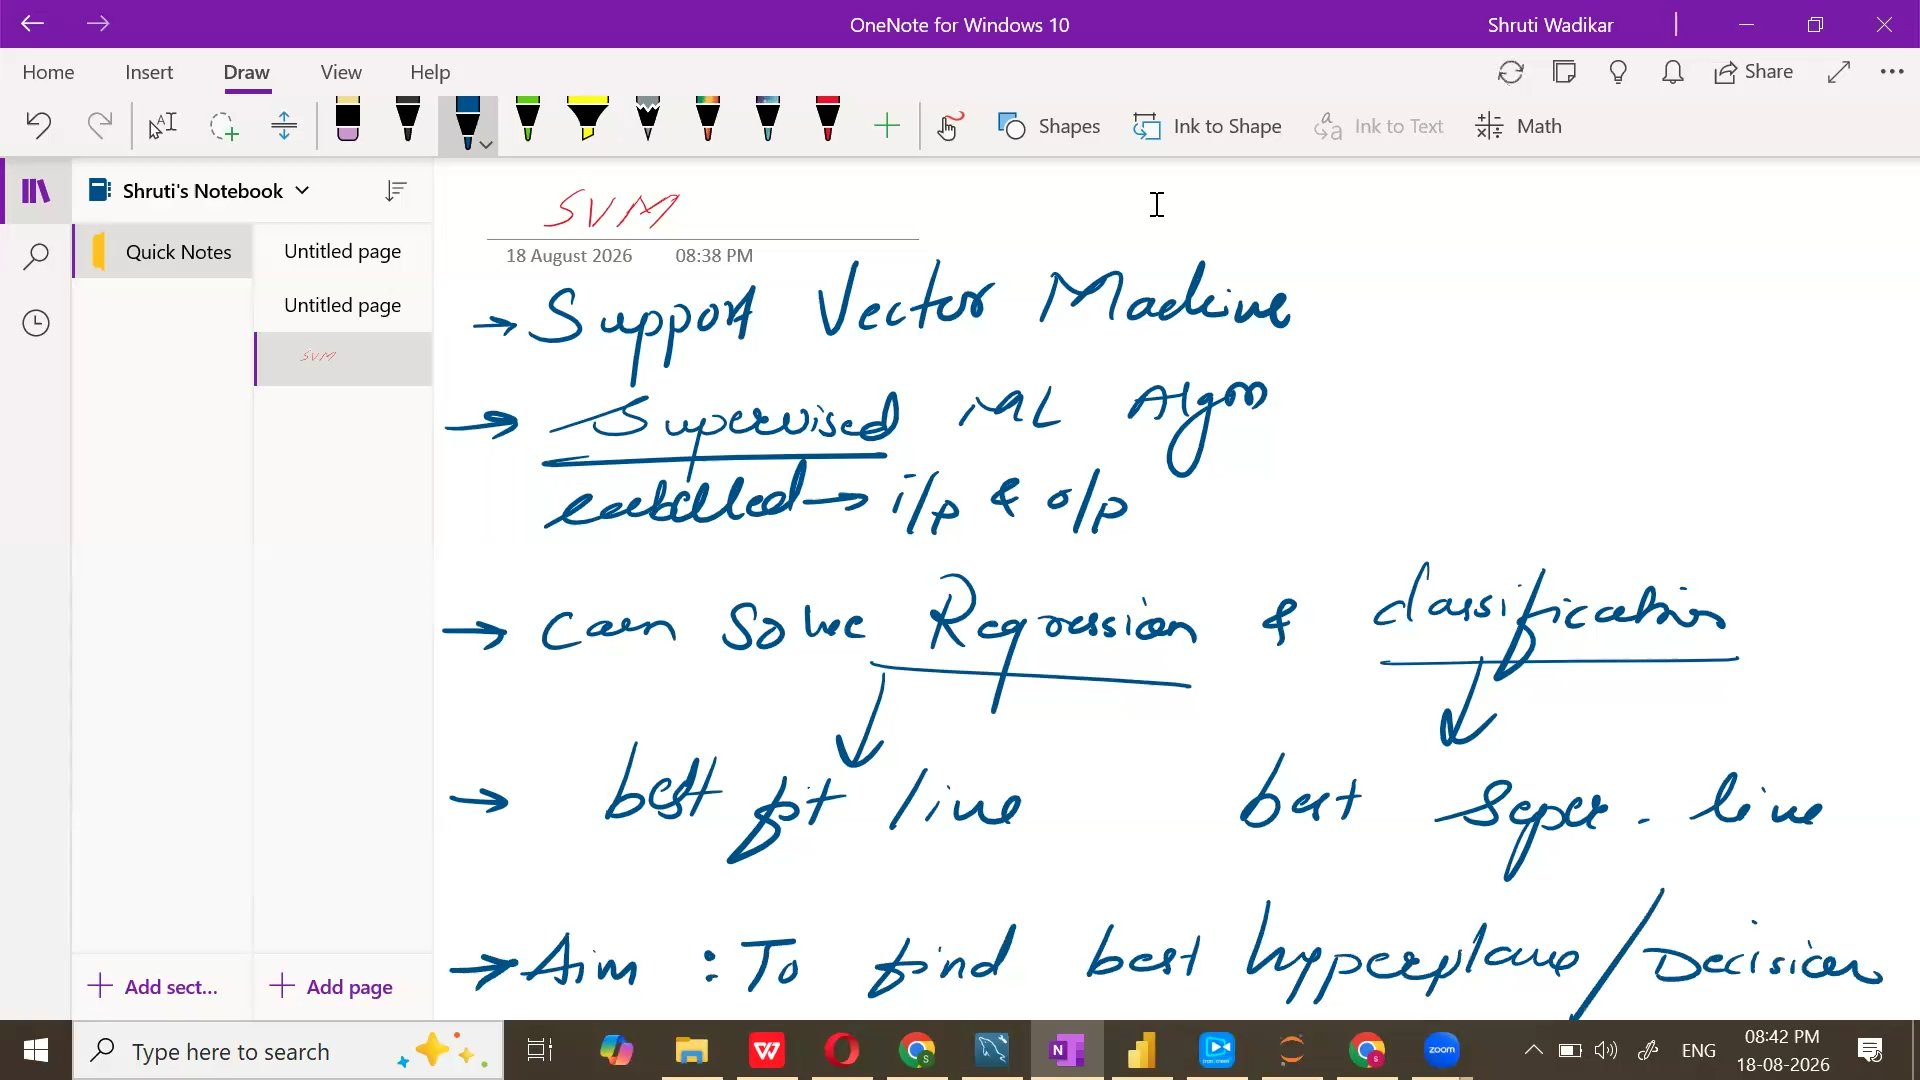 OneNote for Windows 10
Shruti Wadikar
Home Insert Draw View Help
Share
Shapes Ink to Shape Ink to Text Math
Shruti's Notebook
Quick Notes
Untitled page
Untitled page
SVM
SVM
18 August 2026 08:38 PM
→ Support Vector Machine
→ Supervised ML Algos
labelled → i/p & o/p
→ Can Solve Regression & classification
→ best fit line best Seper. line
→ Aim : To find best hyperplane / Decision
+ Add sect... + Add page
Type here to search
zoom
ENG
08:42 PM
18-08-2026